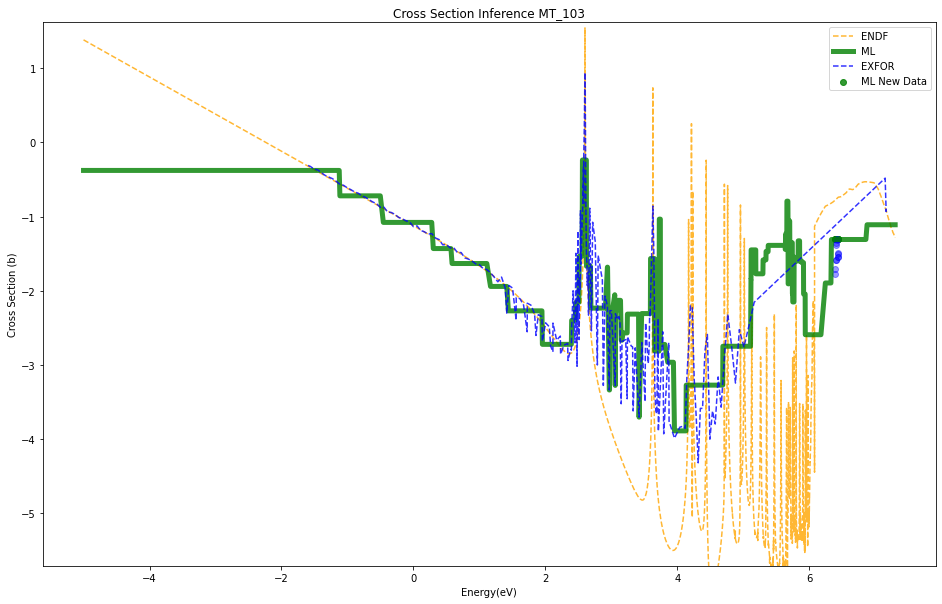 Cross Section Inference MT_103
ENDF
ML
EXFOR
ML New Data
Cross Section (b)
1
0
−1
−2
−3
−4
−5
−4
−2
0
2
4
6
Energy(eV)